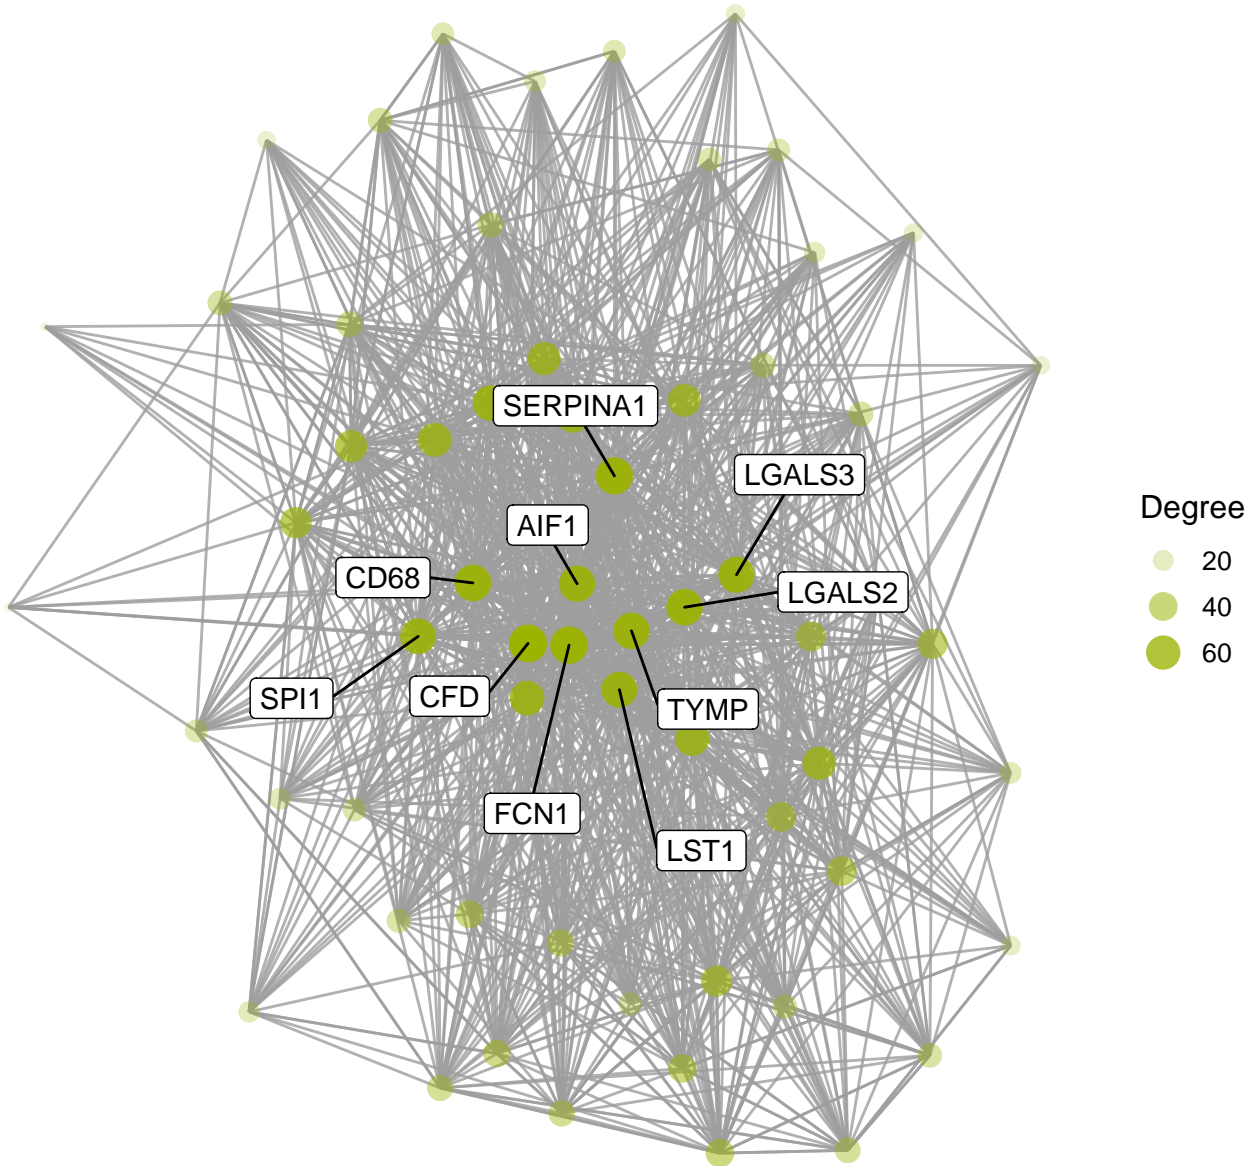 SERPINA1
LGALS3
AIF1
CD68
LGALS2
SPI1
CFD
TYMP
FCN1
LST1
Degree
20
40
60